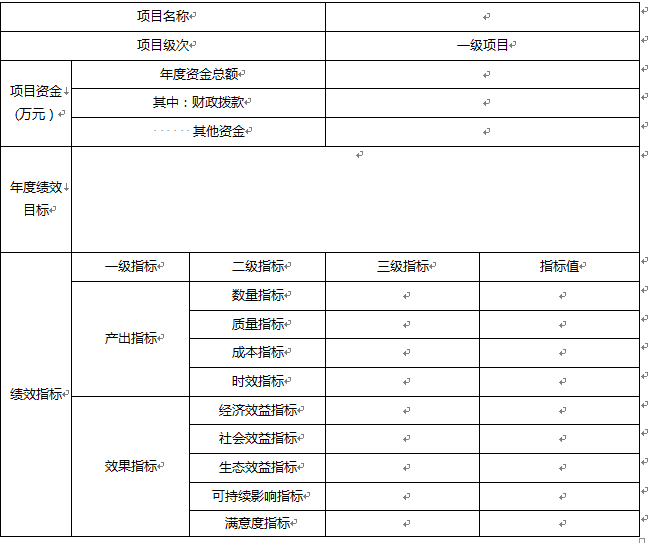 项目名称
项目级次 一级项目
项目资金
(万元)
年度资金总额
其中：财政拨款
其他资金
年度绩效
目标
绩效指标
一级指标 二级指标 三级指标 指标值
产出指标
数量指标
质量指标
成本指标
时效指标
效果指标
经济效益指标
社会效益指标
生态效益指标
可持续影响指标
满意度指标